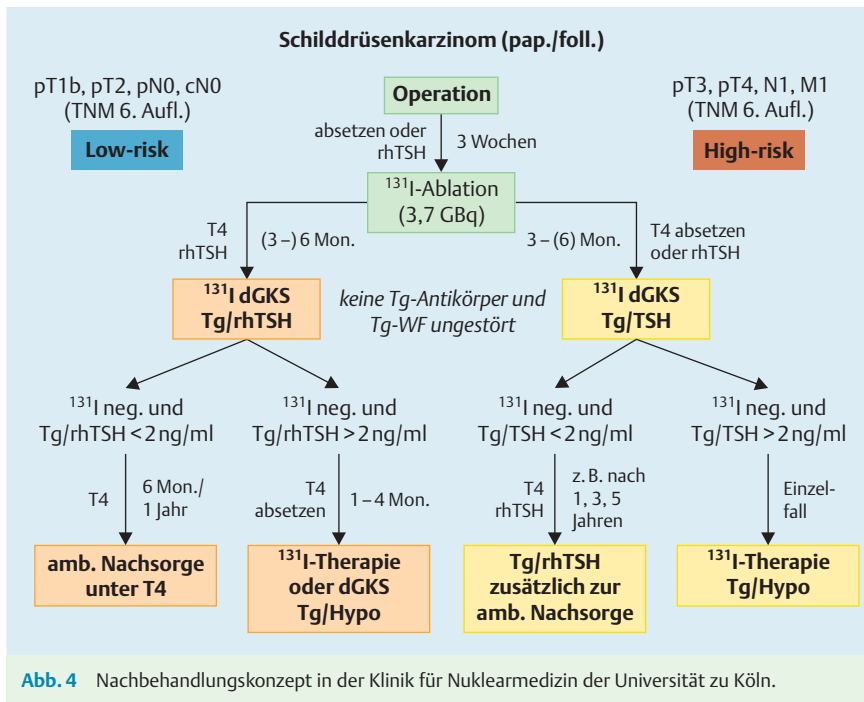 Schilddrüsenkarzinom (pap./foll.)
pT1b, pT2, pN0, cN0
(TNM 6. Aufl.)
Low-risk
Operation
pT3, pT4, N1, M1
(TNM 6. Aufl.)
High-risk
absetzen oder
rhTSH
3 Wochen
¹³¹I-Ablation
(3,7 GBq)
T4
rhTSH
(3 –) 6 Mon.
3 – (6) Mon.
T4 absetzen
oder rhTSH
¹³¹I dGKS
Tg/rhTSH
keine Tg-Antikörper und
Tg-WF ungestört
¹³¹I dGKS
Tg/TSH
¹³¹I neg. und
Tg/rhTSH < 2 ng/ml
¹³¹I neg. und
Tg/rhTSH > 2 ng/ml
¹³¹I neg. und
Tg/TSH < 2 ng/ml
¹³¹I neg. und
Tg/TSH > 2 ng/ml
T4
6 Mon./
1 Jahr
T4
absetzen
1 – 4 Mon.
T4
rhTSH
z. B. nach
1, 3, 5
Jahren
Einzel-
fall
amb. Nachsorge
unter T4
¹³¹I-Therapie
oder dGKS
Tg/Hypo
Tg/rhTSH
zusätzlich zur
amb. Nachsorge
¹³¹I-Therapie
Tg/Hypo
Abb. 4 Nachbehandlungskonzept in der Klinik für Nuklearmedizin der Universität zu Köln.